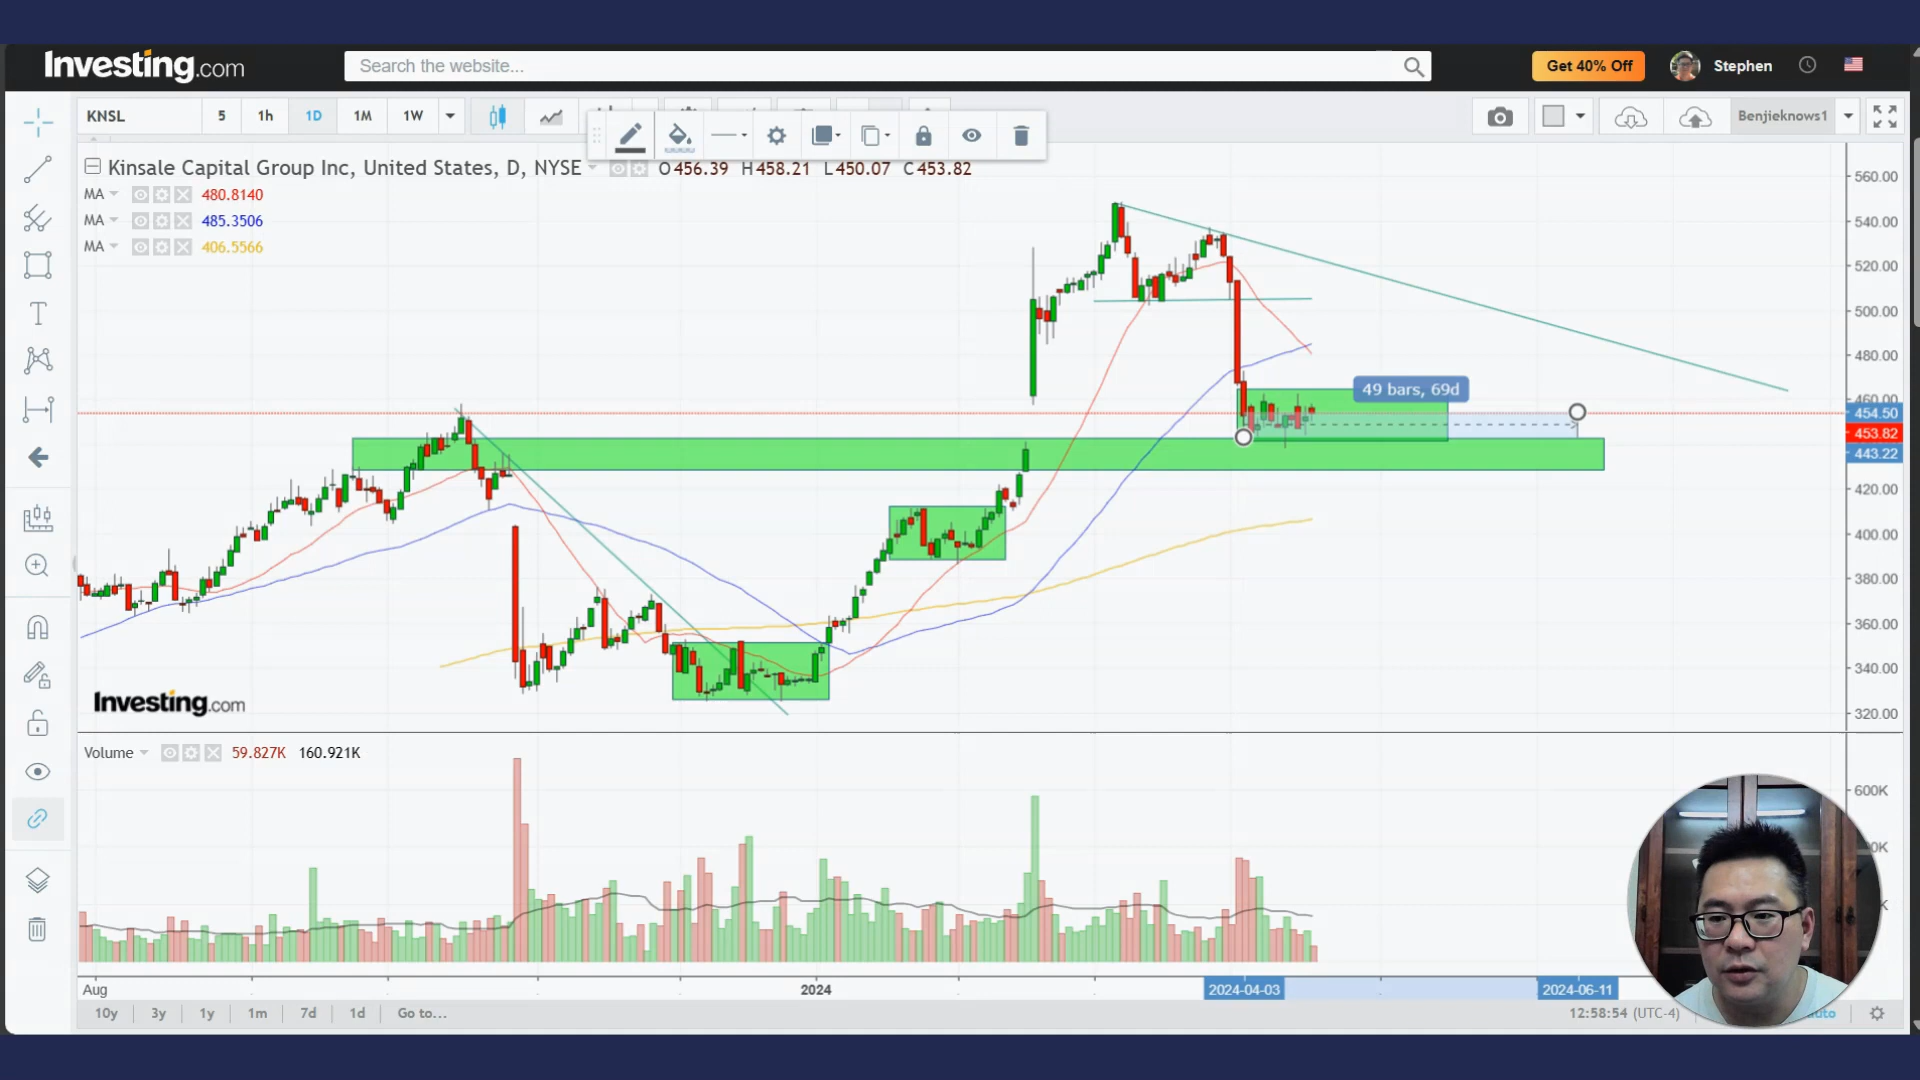 Investing.com
Search the website...
Get 40% Off
Stephen
KNSL
5
1h
1D
1M
1W
Benjieknows1
Kinsale Capital Group Inc, United States, D, NYSE
O456.39 H458.21 L450.07 C453.82
MA 480.8140
MA 485.3506
MA 406.5566
560.00
540.00
520.00
500.00
480.00
460.00
454.50
453.82
443.22
420.00
400.00
380.00
360.00
340.00
320.00
49 bars, 69d
Investing.com
Volume 59.827K 160.921K
600K
Aug
2024
2024-04-03
2024-06-11
10y
3y
1y
1m
7d
1d
Go to...
12:58:54 (UTC-4)